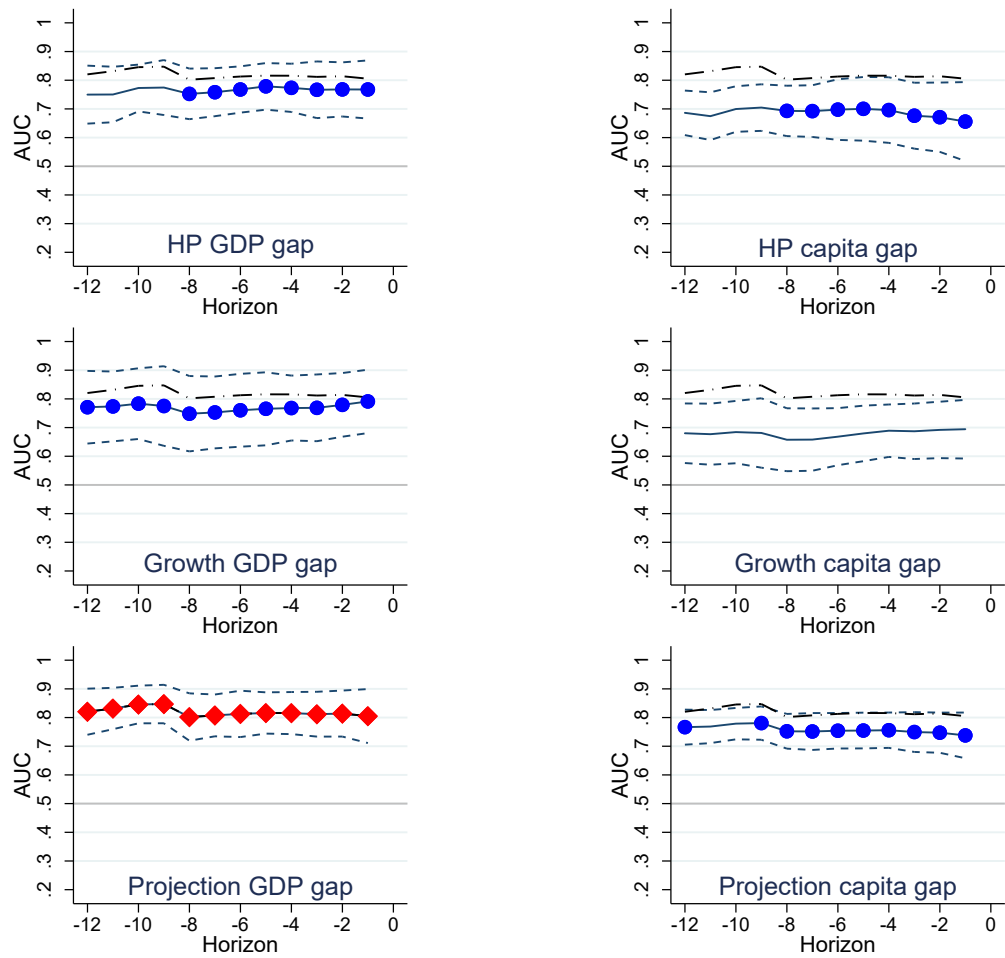 1
.9
.8
.7
.6
.5
.4
.3
.2
AUC
HP GDP gap
-12 -10 -8 -6 -4 -2 0
Horizon
1
.9
.8
.7
.6
.5
.4
.3
.2
AUC
HP capita gap
-12 -10 -8 -6 -4 -2 0
Horizon
1
.9
.8
.7
.6
.5
.4
.3
.2
AUC
Growth GDP gap
-12 -10 -8 -6 -4 -2 0
Horizon
1
.9
.8
.7
.6
.5
.4
.3
.2
AUC
Growth capita gap
-12 -10 -8 -6 -4 -2 0
Horizon
1
.9
.8
.7
.6
.5
.4
.3
.2
AUC
Projection GDP gap
-12 -10 -8 -6 -4 -2 0
Horizon
1
.9
.8
.7
.6
.5
.4
.3
.2
AUC
Projection capita gap
-12 -10 -8 -6 -4 -2 0
Horizon